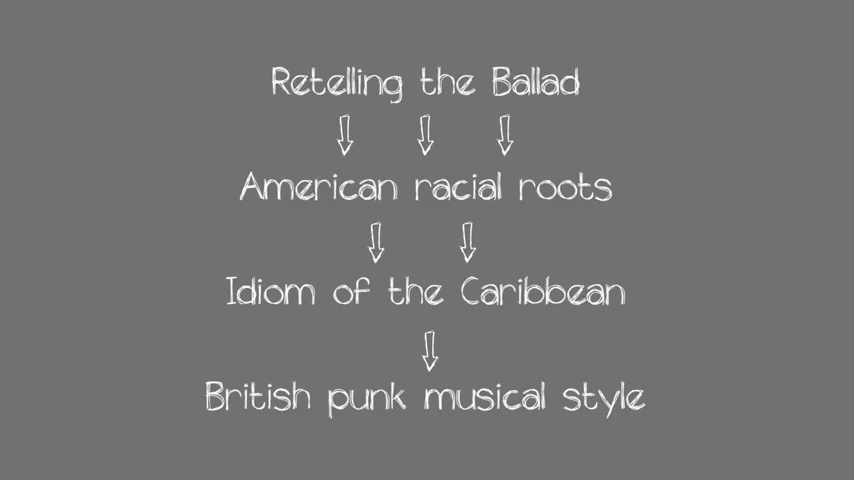 Retelling the Ballad
American racial roots
Idiom of the Caribbean
British punk musical style